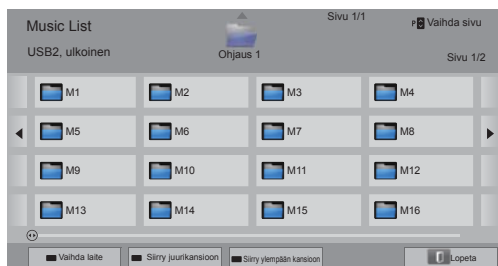 Music List
Sivu 1/1
P Vaihda sivu
USB2, ulkoinen
Ohjaus 1
Sivu 1/2
M1 M2 M3 M4
M5 M6 M7 M8
M9 M10 M11 M12
M13 M14 M15 M16
Vaihda laite Siirry juurikansioon Siirry ylempään kansioon Lopeta